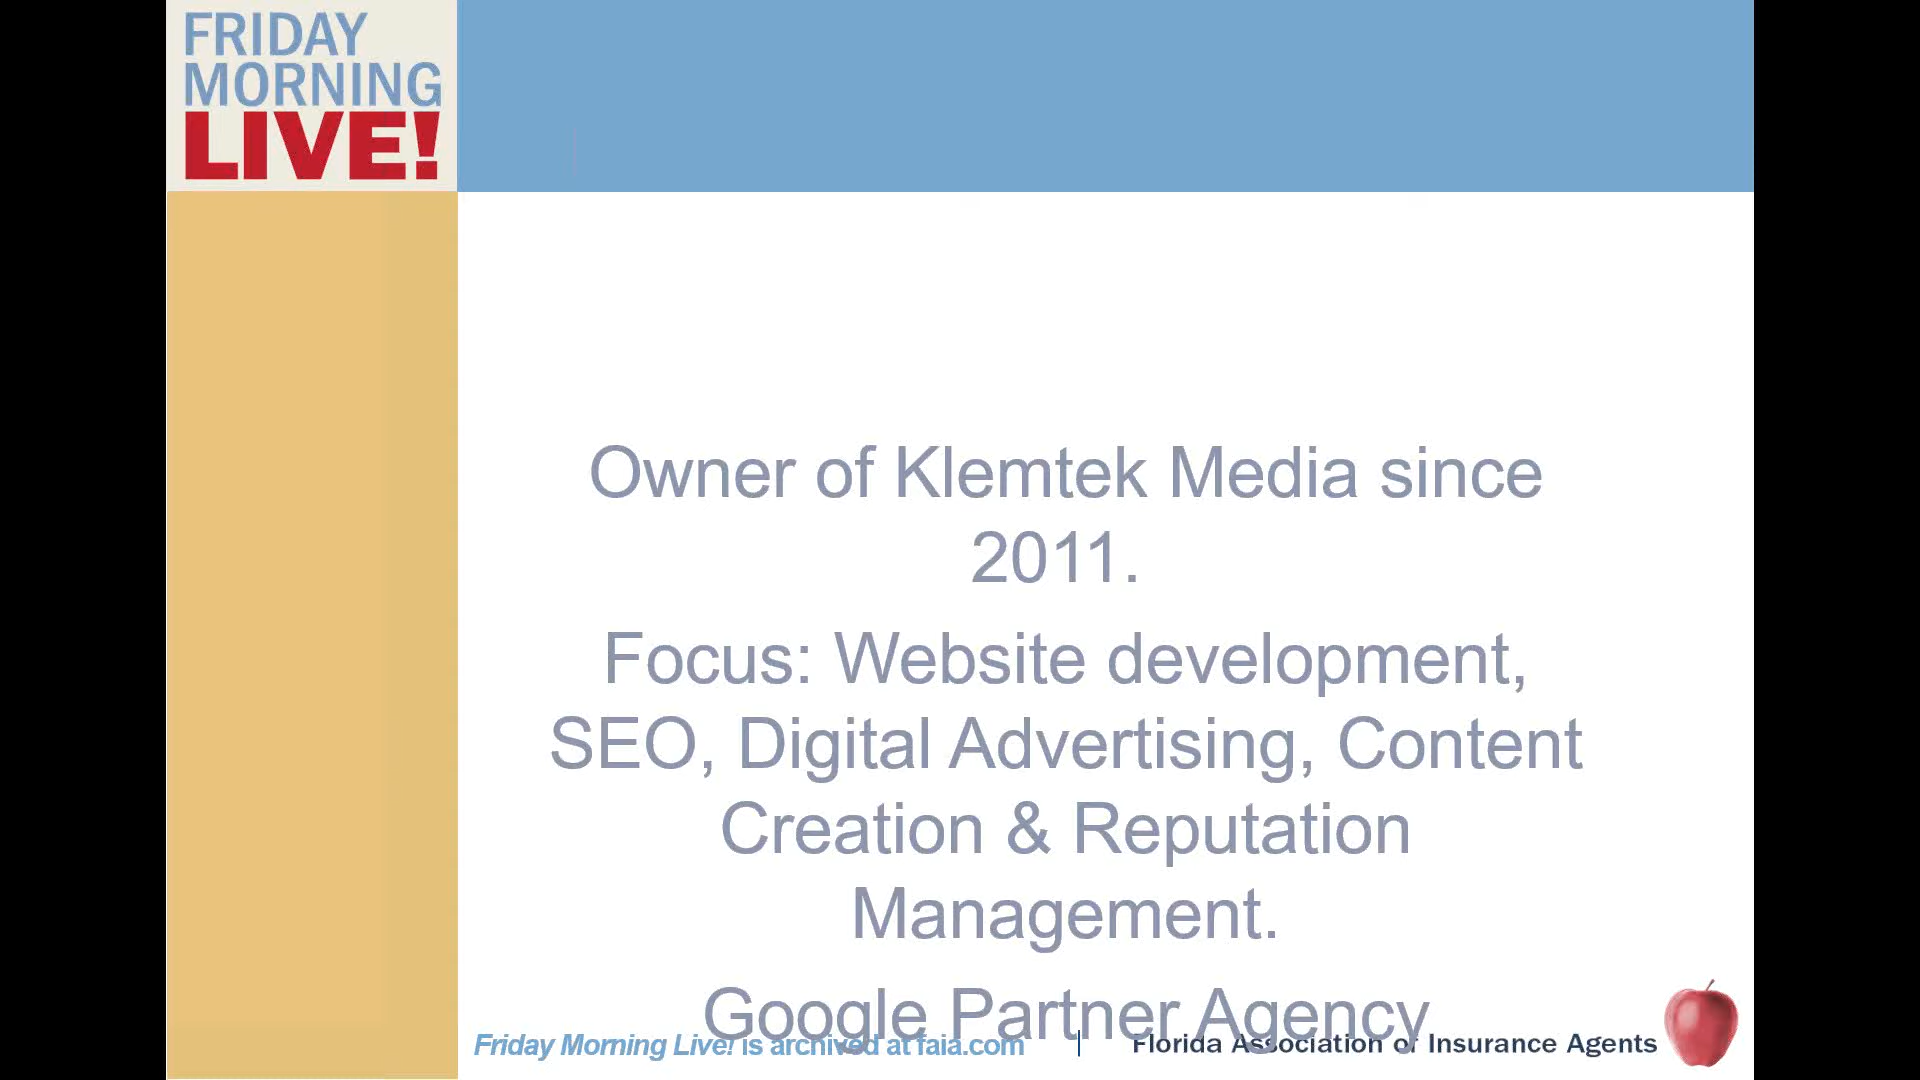 FRIDAY
MORNING
LIVE!
Owner of Klemtek Media since
2011.
Focus: Website development,
SEO, Digital Advertising, Content
Creation & Reputation
Management.
Google Partner Agency
Friday Morning Live! is archived at faia.com | Florida Association of Insurance Agents